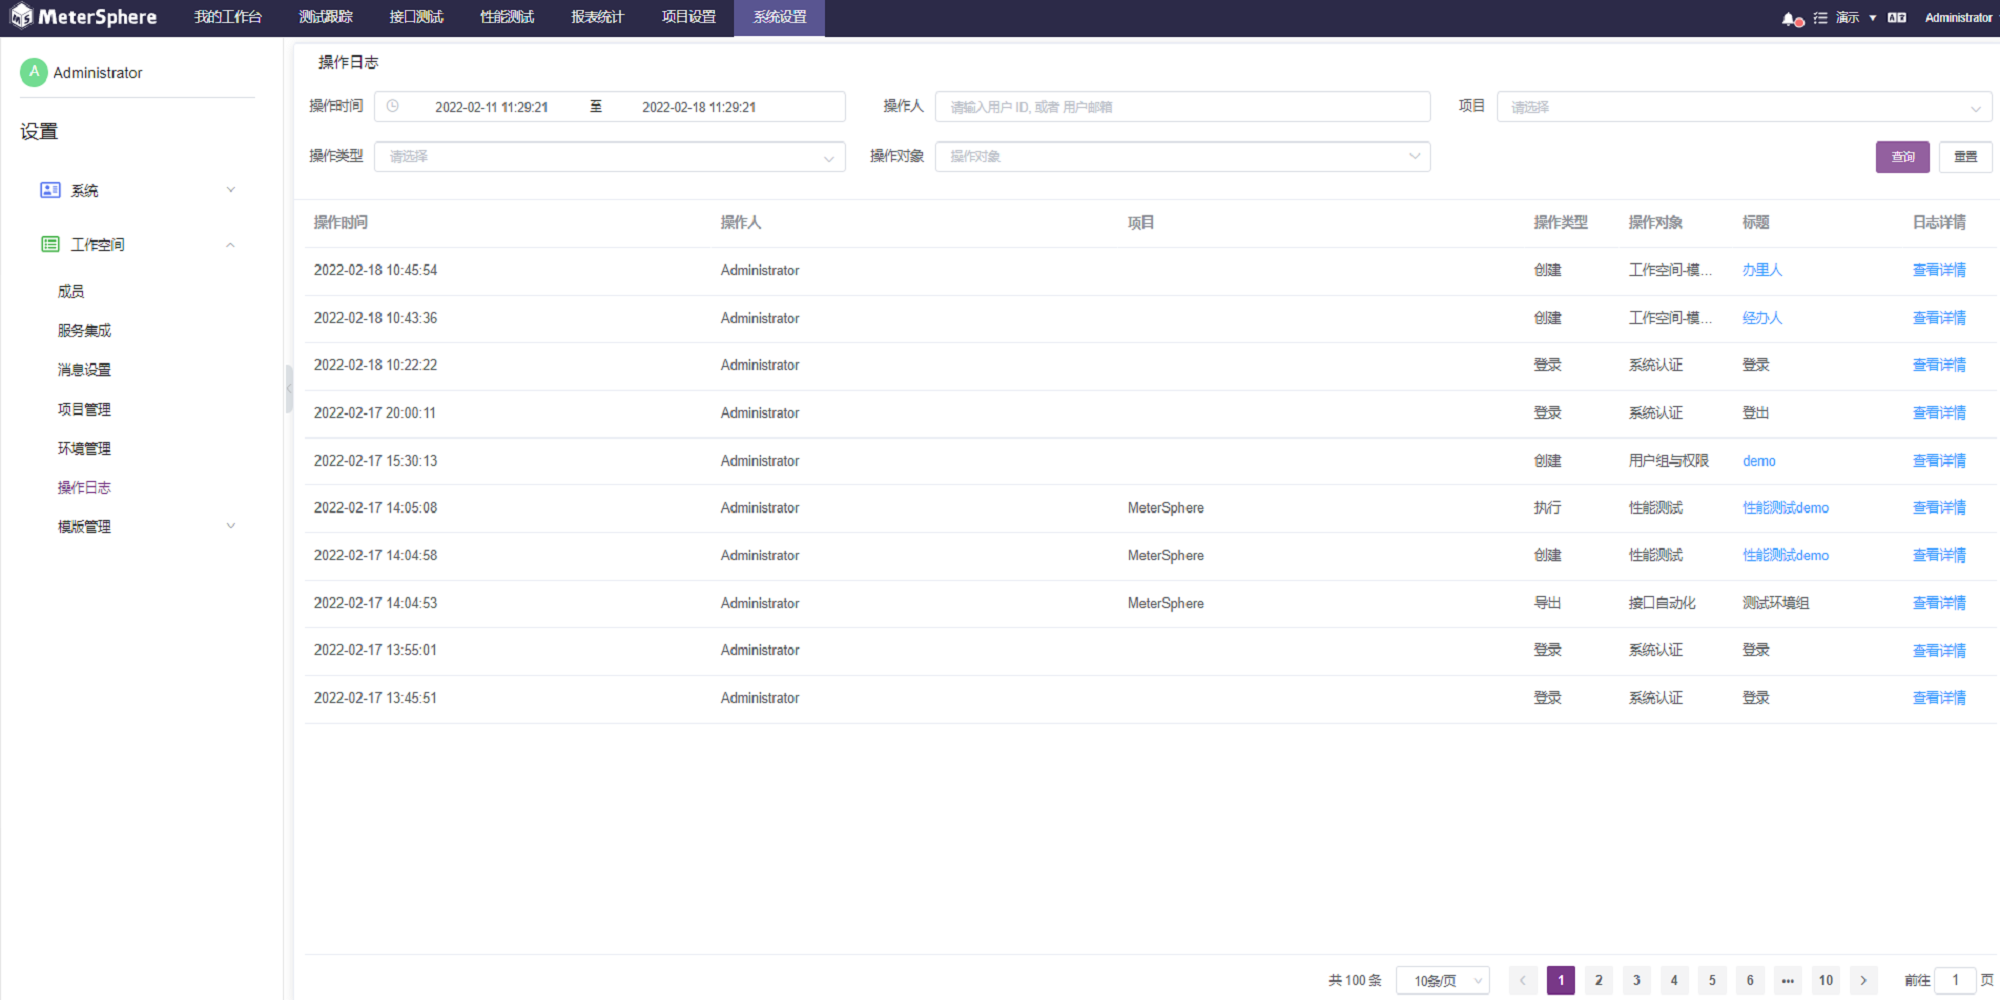 MeterSphere 我的工作台 测试跟踪 接口测试 性能测试 报表统计 项目设置 系统设置 演示 Administrator
A Administrator
设置
系统
工作空间
成员
服务集成
消息设置
项目管理
环境管理
操作日志
模版管理
操作日志
操作时间 2022-02-11 11:29:21 至 2022-02-18 11:29:21 操作人 请输入用户 ID, 或者 用户邮箱 项目 请选择
操作类型 请选择 操作对象 操作对象 查询 重置
操作时间 操作人 项目 操作类型 操作对象 标题 日志详情
2022-02-18 10:45:54 Administrator 创建 工作空间-模... 办里人 查看详情
2022-02-18 10:43:36 Administrator 创建 工作空间-模... 经办人 查看详情
2022-02-18 10:22:22 Administrator 登录 系统认证 登录 查看详情
2022-02-17 20:00:11 Administrator 登录 系统认证 登出 查看详情
2022-02-17 15:30:13 Administrator 创建 用户组与权限 demo 查看详情
2022-02-17 14:05:08 Administrator MeterSphere 执行 性能测试 性能测试demo 查看详情
2022-02-17 14:04:58 Administrator MeterSphere 创建 性能测试 性能测试demo 查看详情
2022-02-17 14:04:53 Administrator MeterSphere 导出 接口自动化 测试环境组 查看详情
2022-02-17 13:55:01 Administrator 登录 系统认证 登录 查看详情
2022-02-17 13:45:51 Administrator 登录 系统认证 登录 查看详情
共 100 条 10条/页 1 2 3 4 5 6 ... 10 前往 1 页